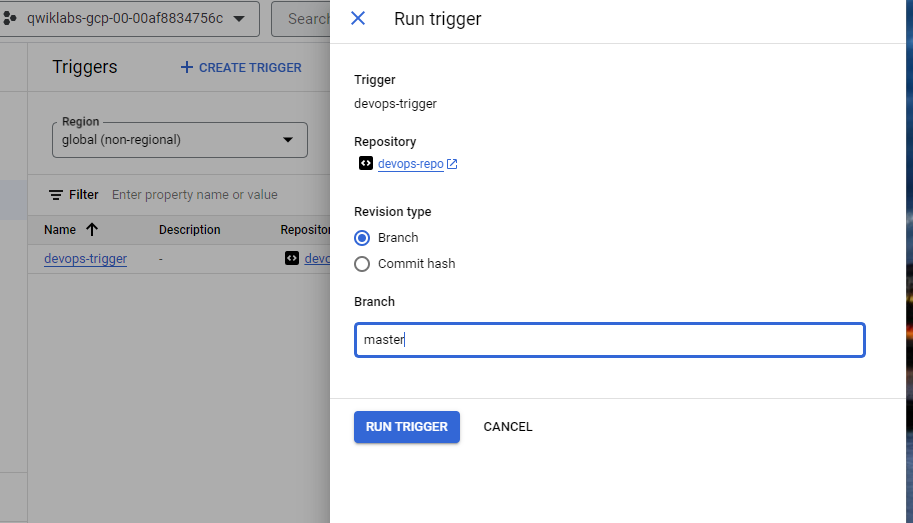 qwiklabs-gcp-00-00af8834756c
Search
Triggers
CREATE TRIGGER
Region
global (non-regional)
Filter
Enter property name or value
Name
Description
Repositor
devops-trigger
-
devo
Run trigger
Trigger
devops-trigger
Repository
devops-repo
Revision type
Branch
Commit hash
Branch
master
RUN TRIGGER
CANCEL